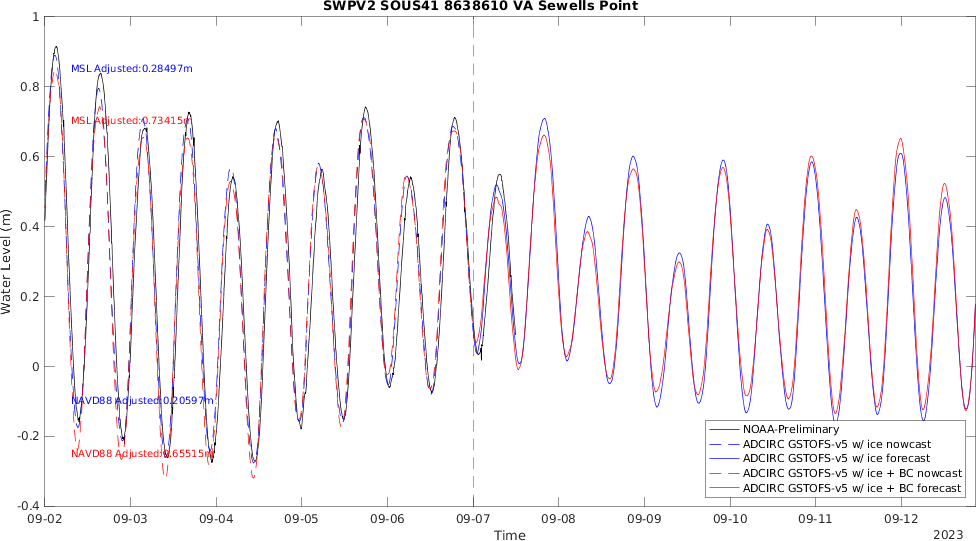 SWPV2 SOUS41 8638610 VA Sewells Point
1
0.8
0.6
0.4
0.2
0
-0.2
-0.4
Water Level (m)
MSL Adjusted:0.28497m
MSL Adjusted:0.73415m
NAVD88 Adjusted:0.20597m
NAVD88 Adjusted:0.65515m
NOAA-Preliminary
ADCIRC GSTOFS-v5 w/ ice nowcast
ADCIRC GSTOFS-v5 w/ ice forecast
ADCIRC GSTOFS-v5 w/ ice + BC nowcast
ADCIRC GSTOFS-v5 w/ ice + BC forecast
09-02 09-03 09-04 09-05 09-06 09-07 09-08 09-09 09-10 09-11 09-12
Time
2023